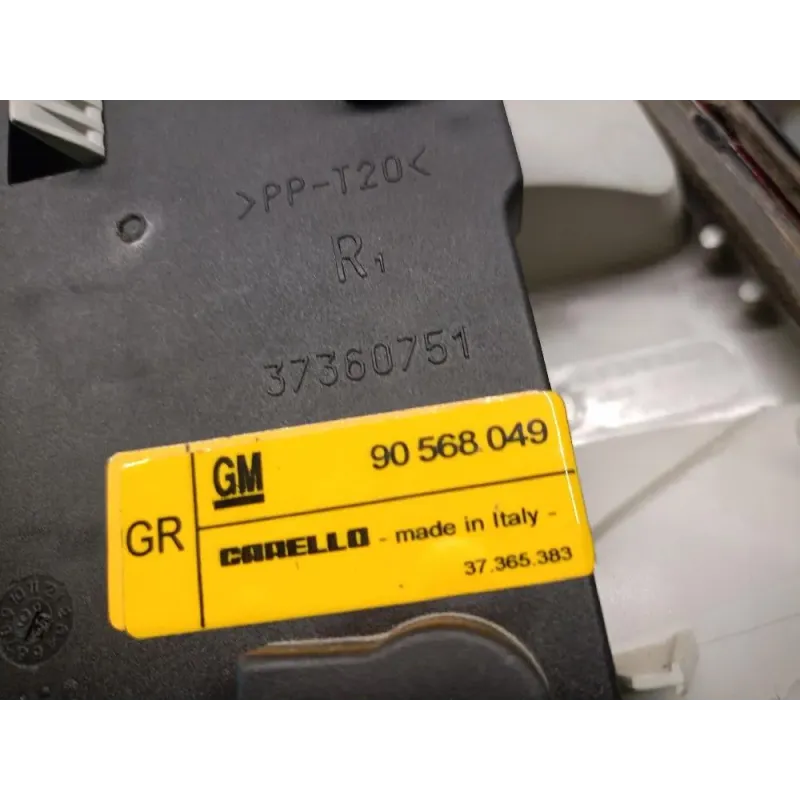 >PP-T20<
R1
37360751
GM 90 568 049
GR
CARELLO - made in Italy -
37.365.383